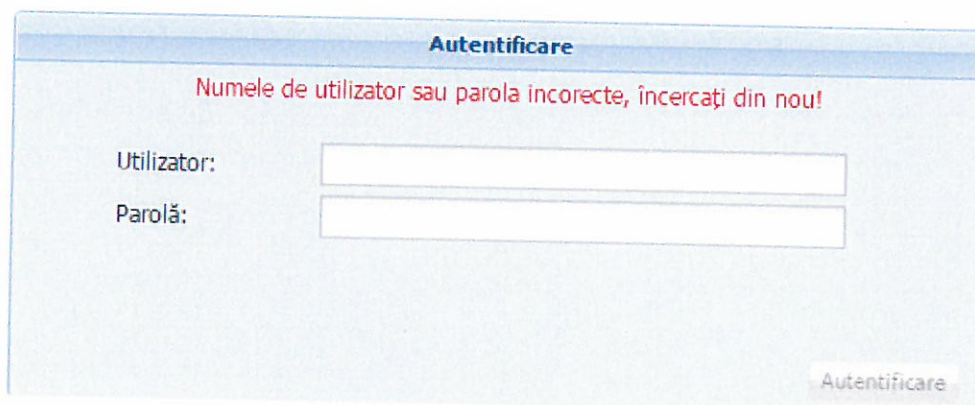 Autentificare
Numele de utilizator sau parola incorecte, încercați din nou!
Utilizator:
Parolă:
Autentificare